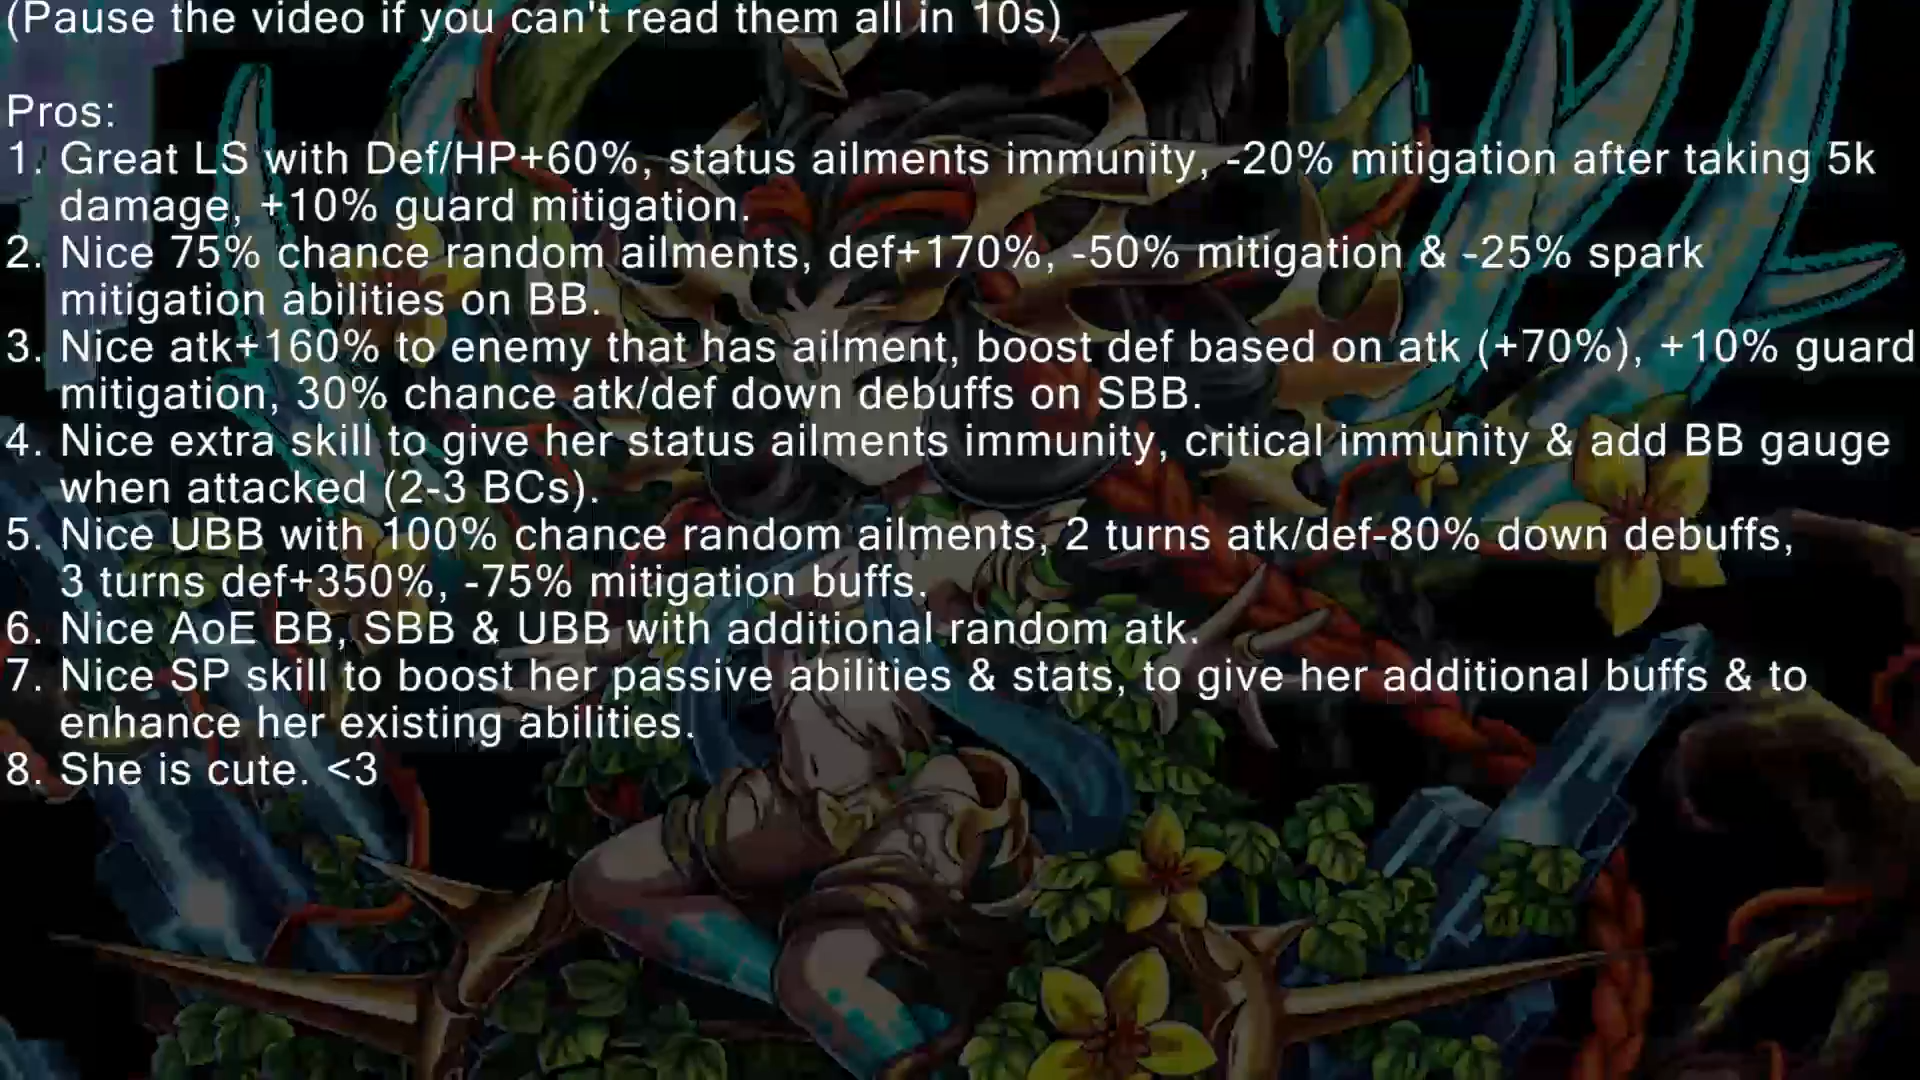 (Pause the video if you can't read them all in 10s)
Pros:
1. Great LS with Def/HP+60%, status ailments immunity, -20% mitigation after taking 5k
damage, +10% guard mitigation.
2. Nice 75% chance random ailments, def+170%, -50% mitigation & -25% spark
mitigation abilities on BB.
3. Nice atk+160% to enemy that has ailment, boost def based on atk (+70%), +10% guard
mitigation, 30% chance atk/def down debuffs on SBB.
4. Nice extra skill to give her status ailments immunity, critical immunity & add BB gauge
when attacked (2-3 BCs).
5. Nice UBB with 100% chance random ailments, 2 turns atk/def-80% down debuffs,
3 turns def+350%, -75% mitigation buffs.
6. Nice AoE BB, SBB & UBB with additional random atk.
7. Nice SP skill to boost her passive abilities & stats, to give her additional buffs & to
enhance her existing abilities.
8. She is cute. <3